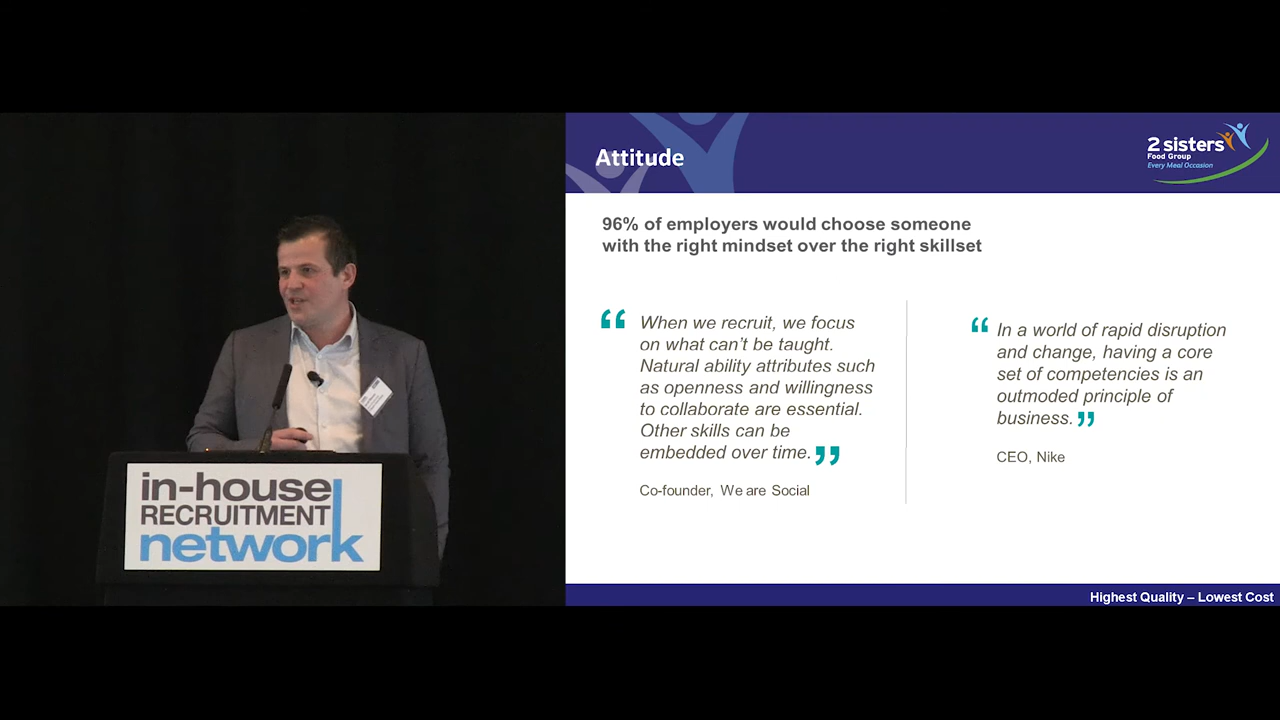 in-house
RECRUITMENT
network
Attitude
2 sisters
Food Group
Every Meal Occasion
96% of employers would choose someone
with the right mindset over the right skillset
“ When we recruit, we focus
on what can’t be taught.
Natural ability attributes such
as openness and willingness
to collaborate are essential.
Other skills can be
embedded over time. ”
Co-founder, We are Social
“ In a world of rapid disruption
and change, having a core
set of competencies is an
outmoded principle of
business. ”
CEO, Nike
Highest Quality – Lowest Cost